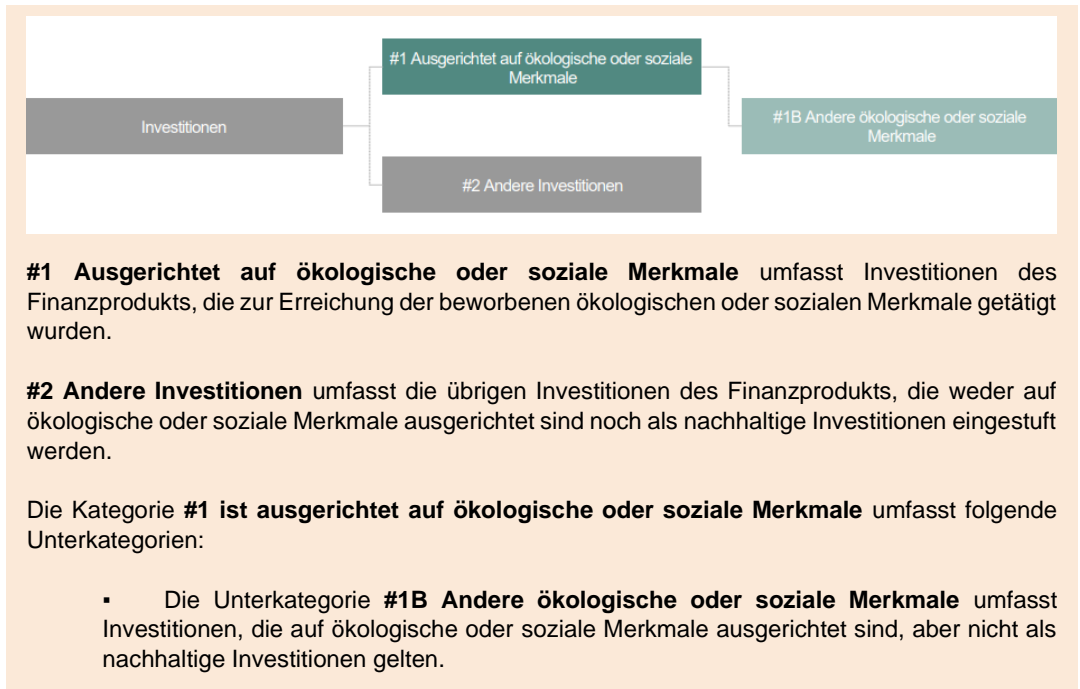 #1 Ausgerichtet auf ökologische oder soziale
Merkmale
Investitionen
#1B Andere ökologische oder soziale
Merkmale
#2 Andere Investitionen
#1 Ausgerichtet auf ökologische oder soziale Merkmale umfasst Investitionen des
Finanzprodukts, die zur Erreichung der beworbenen ökologischen oder sozialen Merkmale getätigt
wurden.
#2 Andere Investitionen umfasst die übrigen Investitionen des Finanzprodukts, die weder auf
ökologische oder soziale Merkmale ausgerichtet sind noch als nachhaltige Investitionen eingestuft
werden.
Die Kategorie #1 ist ausgerichtet auf ökologische oder soziale Merkmale umfasst folgende
Unterkategorien:
▪ Die Unterkategorie #1B Andere ökologische oder soziale Merkmale umfasst
Investitionen, die auf ökologische oder soziale Merkmale ausgerichtet sind, aber nicht als
nachhaltige Investitionen gelten.